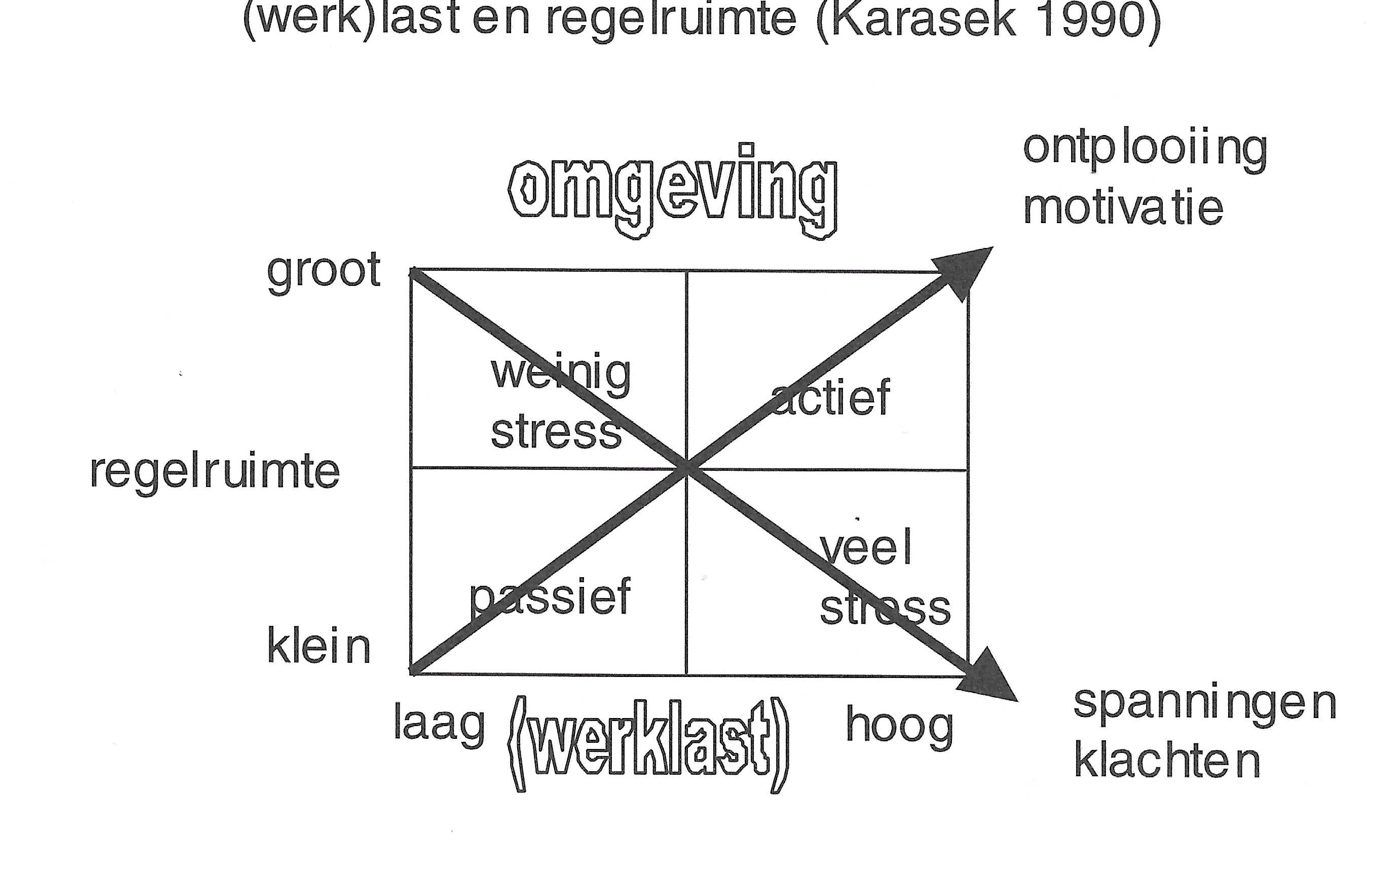 (werk)last en regelruimte (Karasek 1990)
omgeving
ontplooiing
motivatie
groot
weinig
stress
actief
regelruimte
veel
stress
passief
klein
laag (werklast) hoog
spanningen
klachten